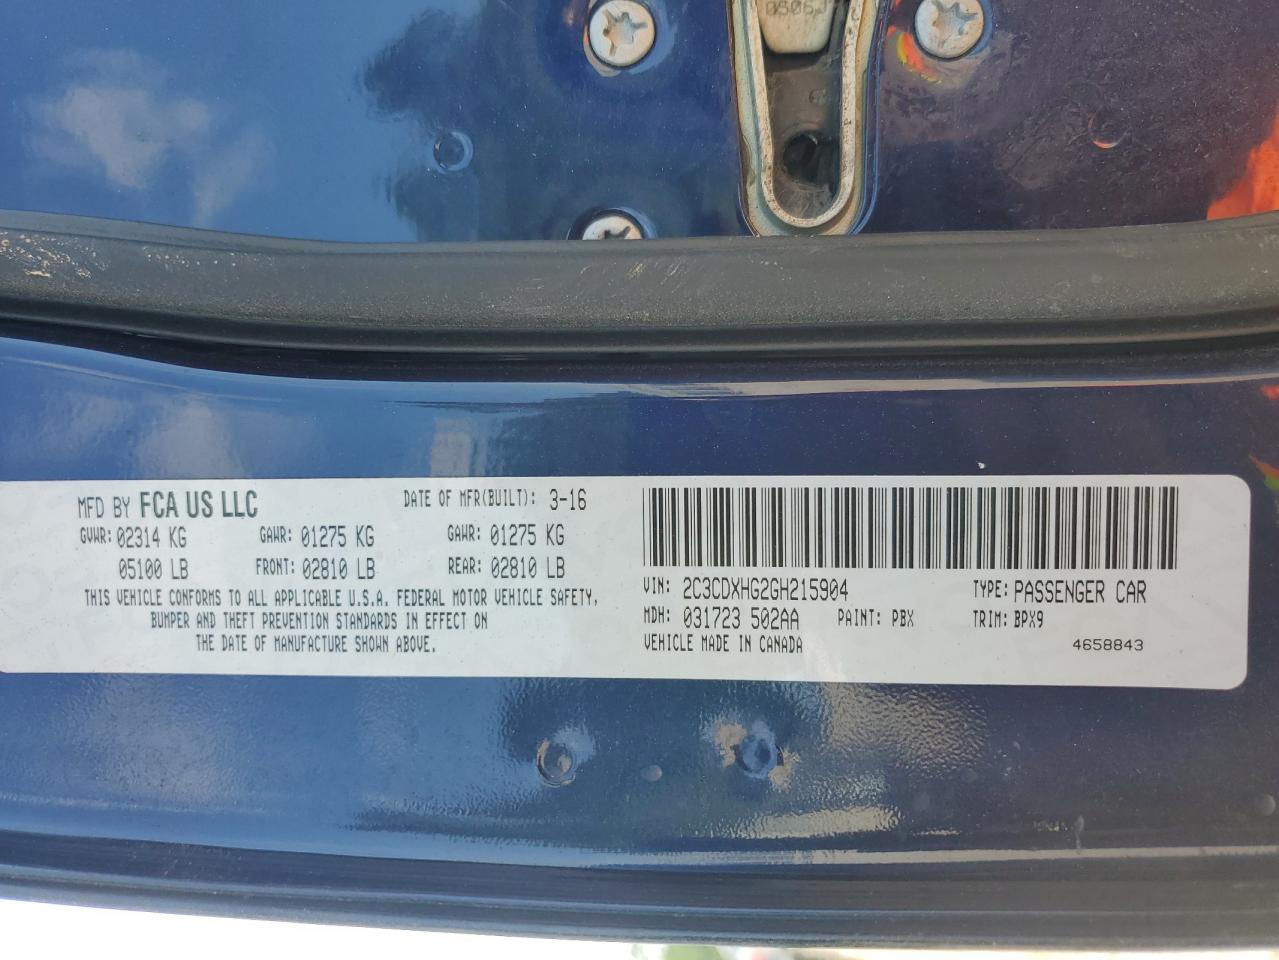 MFD BY FCA US LLC DATE OF MFR(BUILT): 3-16
GVWR: 02314 KG GAWR: 01275 KG GAWR: 01275 KG
05100 LB FRONT: 02810 LB REAR: 02810 LB
THIS VEHICLE CONFORMS TO ALL APPLICABLE U.S.A. FEDERAL MOTOR VEHICLE SAFETY,
BUMPER AND THEFT PREVENTION STANDARDS IN EFFECT ON
THE DATE OF MANUFACTURE SHOWN ABOVE.
VIN: 2C3CDXHG2GH215904 TYPE: PASSENGER CAR
MDH: 031723 502AA PAINT: PBX TRIM: BPX9
VEHICLE MADE IN CANADA 4658843